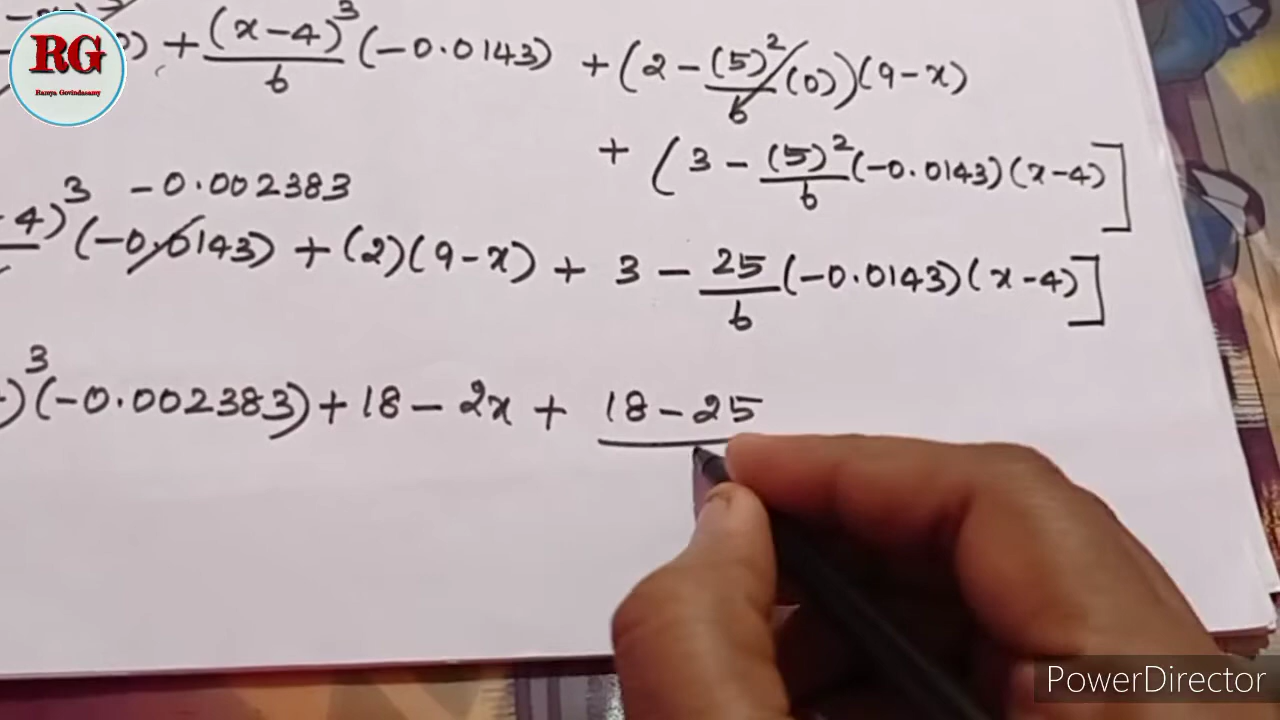 RG
Ramya Govindasamy
0) + (x-4)^3/6 (-0.0143) + (2 - (5)^2/6 (0)) (9-x)
+ (3 - (5)^2/6 (-0.0143) (x-4)]
-0.002383
4)^3 (-0.0143) + (2)(9-x) + 3 - 25/6 (-0.0143)(x-4)]
)^3 (-0.002383) + 18 - 2x + 18-25
PowerDirector